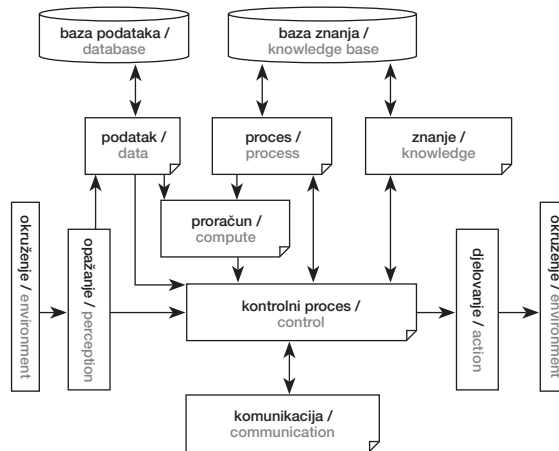 baza podataka /
database
baza znanja /
knowledge base
podatak /
data
proces /
process
znanje /
knowledge
proračun /
compute
okruženje / environment
opažanje / perception
kontrolni proces /
control
djelovanje / action
okruženje / environment
komunikacija /
communication